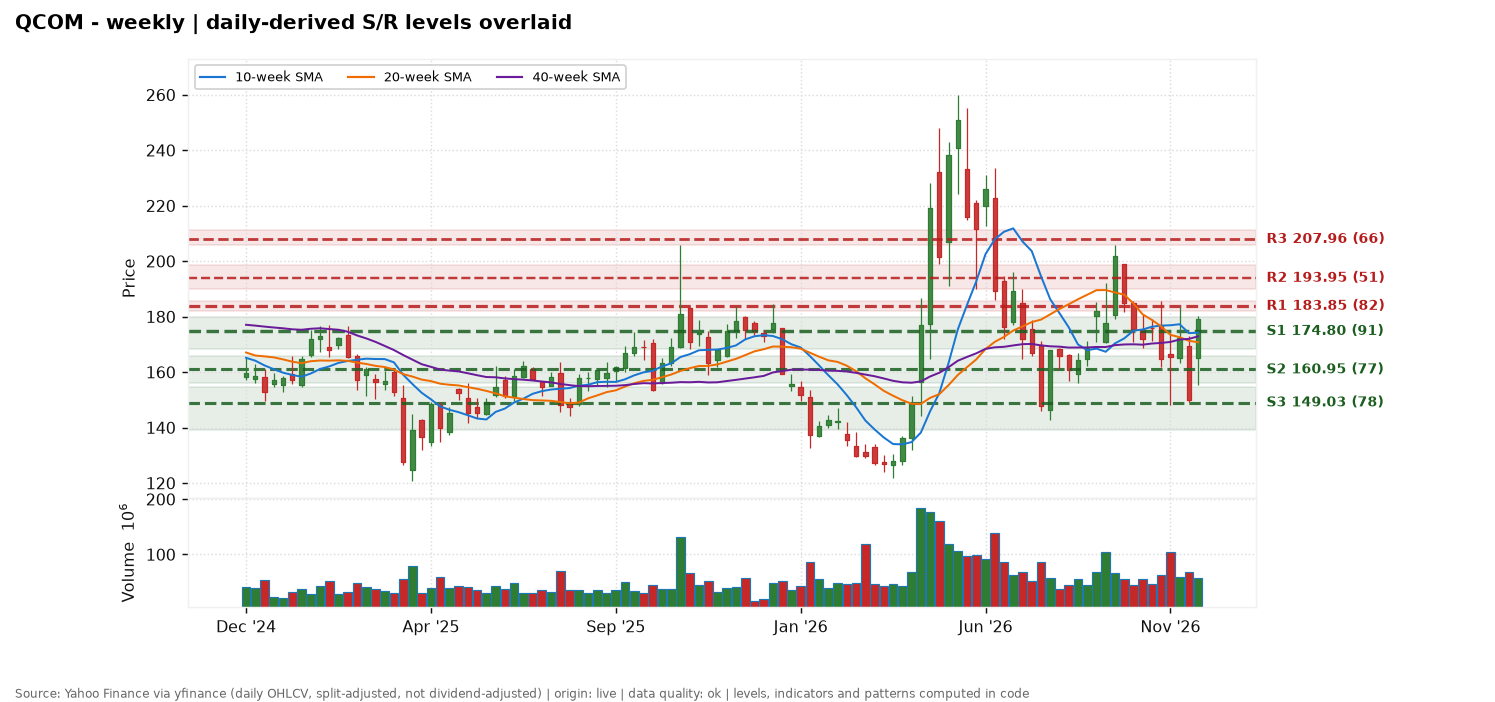 QCOM - weekly | daily-derived S/R levels overlaid
10-week SMA
20-week SMA
40-week SMA
Price
260
240
220
200
180
160
140
120
R3 207.96 (66)
R2 193.95 (51)
R1 183.85 (82)
S1 174.80 (91)
S2 160.95 (77)
S3 149.03 (78)
Volume 10⁶
200
100
Dec '24
Apr '25
Sep '25
Jan '26
Jun '26
Nov '26
Source: Yahoo Finance via yfinance (daily OHLCV, split-adjusted, not dividend-adjusted) | origin: live | data quality: ok | levels, indicators and patterns computed in code